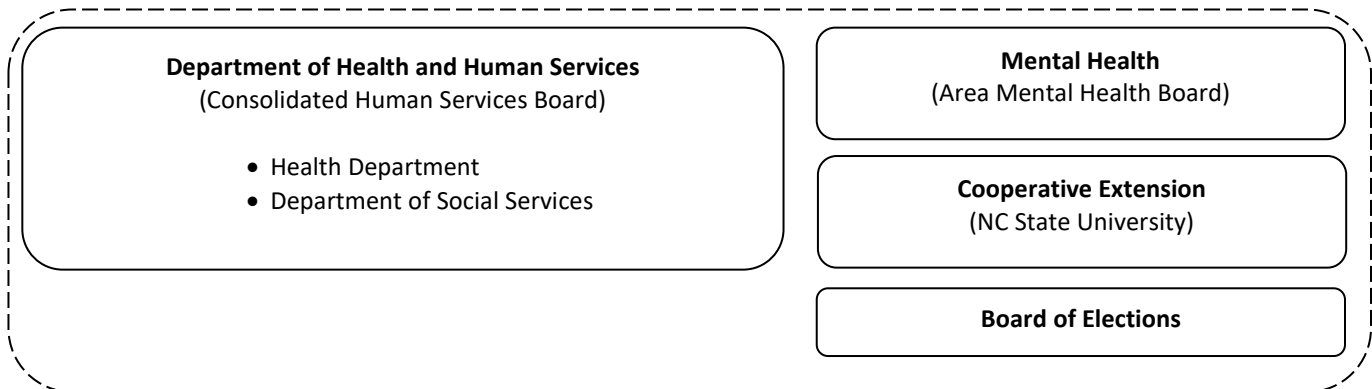 Department of Health and Human Services
(Consolidated Human Services Board)
• Health Department
• Department of Social Services
Mental Health
(Area Mental Health Board)
Cooperative Extension
(NC State University)
Board of Elections